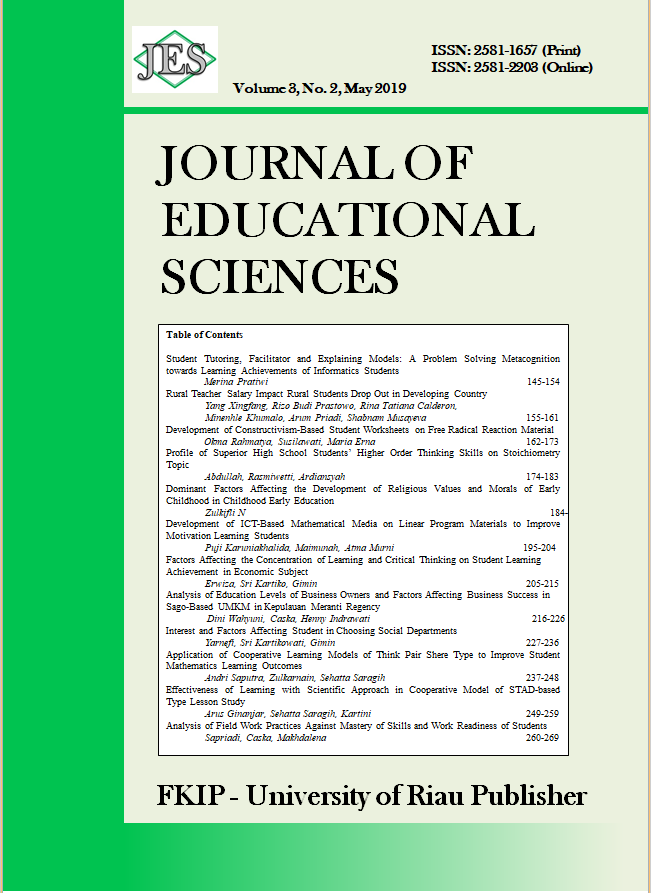 JES
ISSN: 2581-1657 (Print)
ISSN: 2581-2203 (Online)
Volume 3, No. 2, May 2019
JOURNAL OF
EDUCATIONAL
SCIENCES
Table of Contents
Student Tutoring, Facilitator and Explaining Models: A Problem Solving Metacognition
towards Learning Achievements of Informatics Students
Merina Pratiwi 145-154
Rural Teacher Salary Impact Rural Students Drop Out in Developing Country
Yang Xingfang, Rizo Budi Prastowo, Rina Tatiana Calderon,
Minenhle Khumalo, Arum Priadi, Shabnam Musayeva 155-161
Development of Constructivism-Based Student Worksheets on Free Radical Reaction Material
Okma Rahmatya, Susilawati, Maria Erna 162-173
Profile of Superior High School Students' Higher Order Thinking Skills on Stoichiometry
Topic
Abdullah, Rasmiwetti, Ardiansyah 174-183
Dominant Factors Affecting the Development of Religious Values and Morals of Early
Childhood in Childhood Early Education
Zulkifli N 184-
Development of ICT-Based Mathematical Media on Linear Program Materials to Improve
Motivation Learning Students
Puji Karuniakhalida, Maimunah, Atma Murni 195-204
Factors Affecting the Concentration of Learning and Critical Thinking on Student Learning
Achievement in Economic Subject
Erwiza, Sri Kartiko, Gimin 205-215
Analysis of Education Levels of Business Owners and Factors Affecting Business Success in
Sago-Based UMKM in Kepulauan Meranti Regency
Dini Wahyuni, Caska, Henny Indrawati 216-226
Interest and Factors Affecting Student in Choosing Social Departments
Yarnefi, Sri Kartikowati, Gimin 227-236
Application of Cooperative Learning Models of Think Pair Shere Type to Improve Student
Mathematics Learning Outcomes
Andri Saputra, Zulkarnain, Sehatta Saragih 237-248
Effectiveness of Learning with Scientific Approach in Cooperative Model of STAD-based
Type Lesson Study
Arus Ginanjar, Sehatta Saragih, Kartini 249-259
Analysis of Field Work Practices Against Mastery of Skills and Work Readiness of Students
Sapriadi, Caska, Makhdalena 260-269
FKIP - University of Riau Publisher